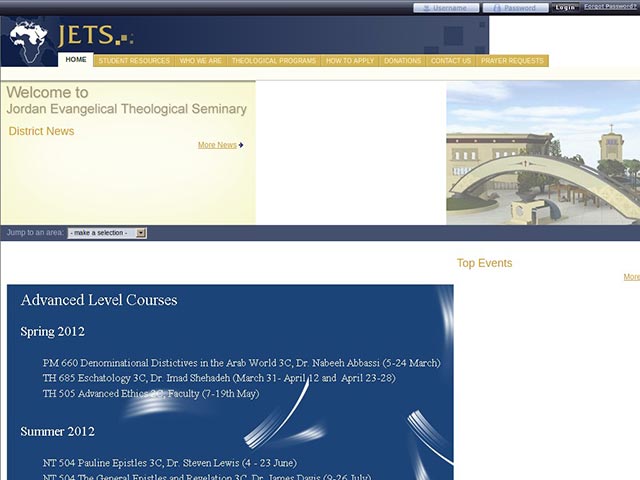 Username Password Login Forgot Password?
JETS
HOME STUDENT RESOURCES WHO WE ARE THEOLOGICAL PROGRAMS HOW TO APPLY DONATIONS CONTACT US PRAYER REQUESTS
Welcome to
Jordan Evangelical Theological Seminary
District News
More News
Jump to an area: - make a selection -
Top Events
More
Advanced Level Courses
Spring 2012
PM 660 Denominational Distictives in the Arab World 3C, Dr. Nabeeh Abbassi (5-24 March)
TH 685 Eschatology 3C, Dr. Imad Shehadeh (March 31- April 12 and April 23-28)
TH 505 Advanced Ethics 2C, Faculty (7-19th May)
Summer 2012
NT 504 Pauline Epistles 3C, Dr. Steven Lewis (4 - 23 June)
NT 504 The General Epistles and Revelation 3C, Dr. James Davis (9-26 July)